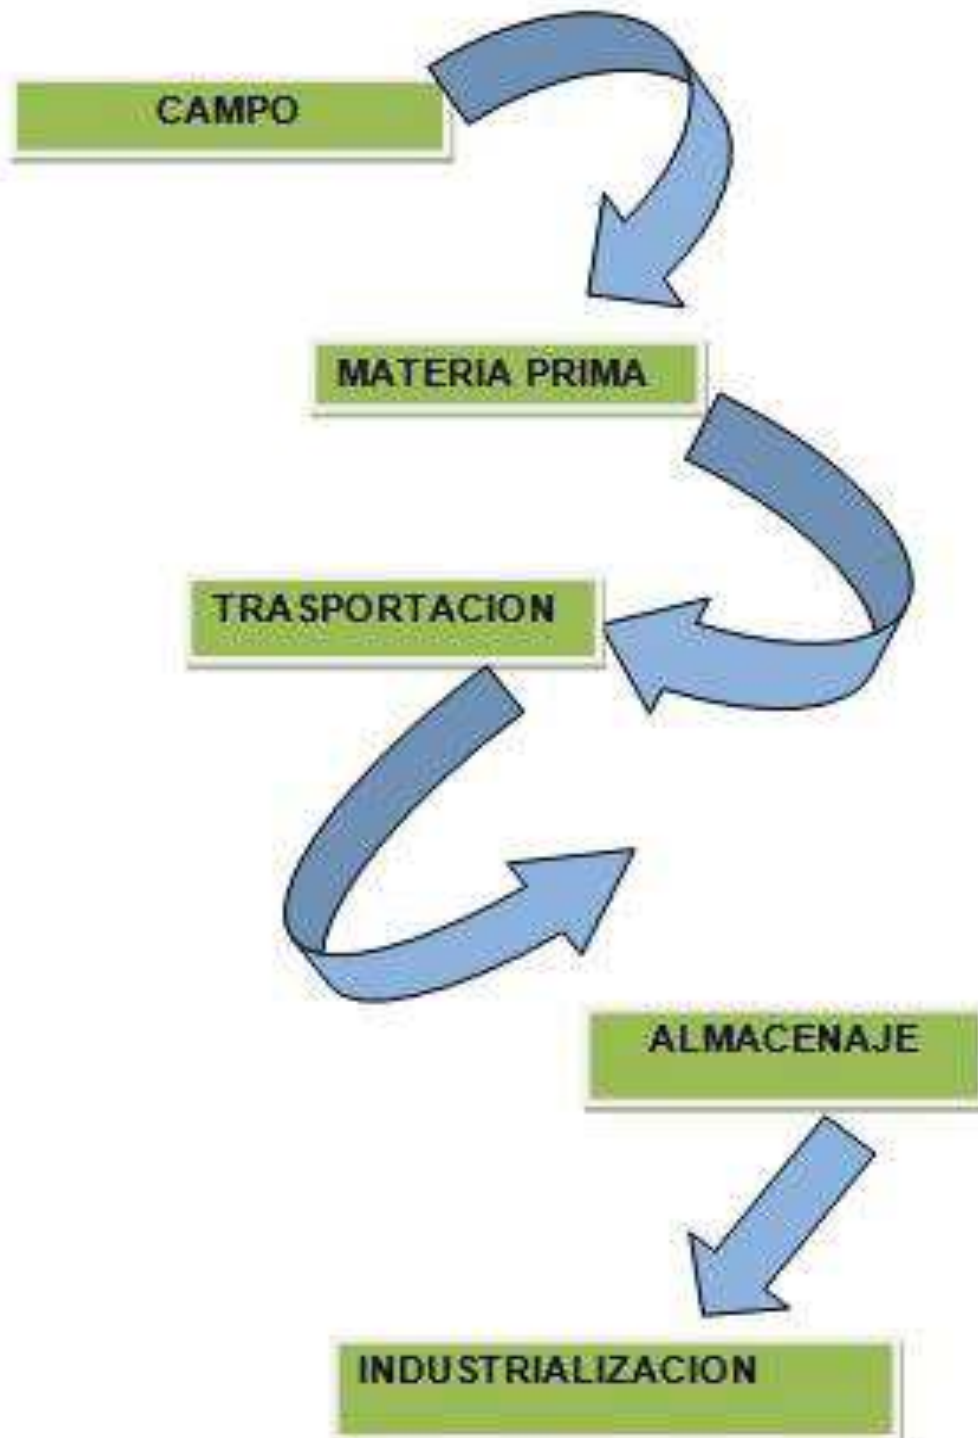 CAMPO
MATERIA PRIMA
TRASPORTACION
ALMACENAJE
INDUSTRIALIZACION